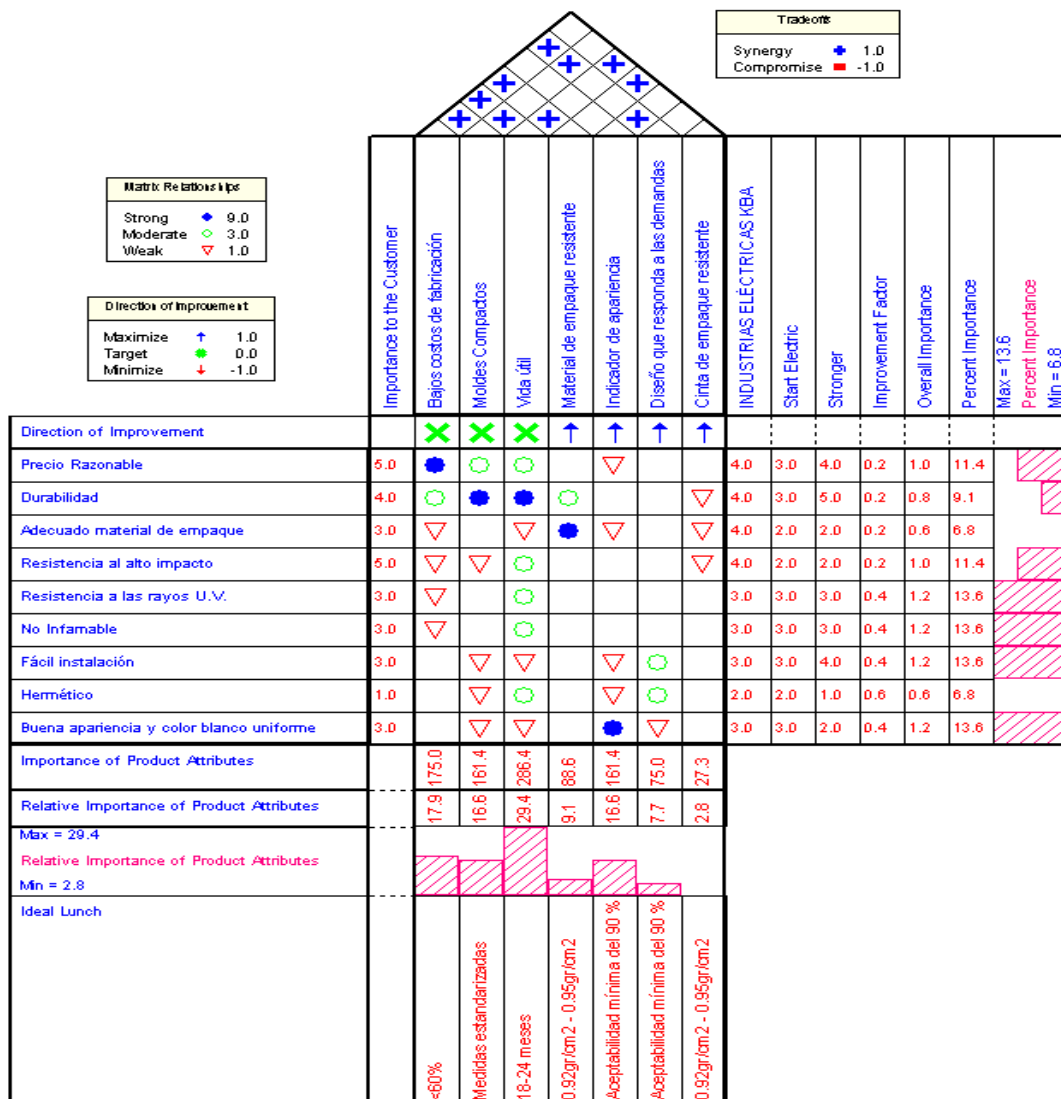 Tradeoffs
Synergy 1.0
Compromise -1.0
Matrix Relationships
Strong 9.0
Moderate 3.0
Weak 1.0
Direction of Improvement
Maximize 1.0
Target 0.0
Minimize -1.0
Importance to the Customer
Bajos costos de fabricación
Moldes Compactos
Vida útil
Material de empaque resistente
Indicador de apariencia
Diseño que responda a las demandas
Cinta de empaque resistente
INDUSTRIAS ELÉCTRICAS KBA
Start Electric
Stronger
Improvement Factor
Overall Importance
Percent Importance
Max = 13.6
Percent Importance
Min = 6.8
Direction of Improvement
Precio Razonable 5.0 4.0 3.0 4.0 0.2 1.0 11.4
Durabilidad 4.0 4.0 3.0 5.0 0.2 0.8 9.1
Adecuado material de empaque 3.0 4.0 2.0 2.0 0.2 0.6 6.8
Resistencia al alto impacto 5.0 4.0 2.0 2.0 0.2 1.0 11.4
Resistencia a las rayos U.V. 3.0 3.0 3.0 3.0 0.4 1.2 13.6
No Infamable 3.0 3.0 3.0 3.0 0.4 1.2 13.6
Fácil instalación 3.0 3.0 3.0 4.0 0.4 1.2 13.6
Hermético 1.0 2.0 2.0 1.0 0.6 0.6 6.8
Buena apariencia y color blanco uniforme 3.0 3.0 3.0 2.0 0.4 1.2 13.6
Importance of Product Attributes 175.0 161.4 286.4 88.6 161.4 75.0 27.3
Relative Importance of Product Attributes 17.9 16.6 29.4 9.1 16.6 7.7 2.8
Max = 29.4
Relative Importance of Product Attributes
Min = 2.8
Ideal Lunch
<60%
Medidas estandarizadas
18-24 meses
0.92gr/cm2 - 0.95gr/cm2
Aceptabilidad mínima del 90 %
Aceptabilidad mínima del 90 %
0.92gr/cm2 - 0.95gr/cm2